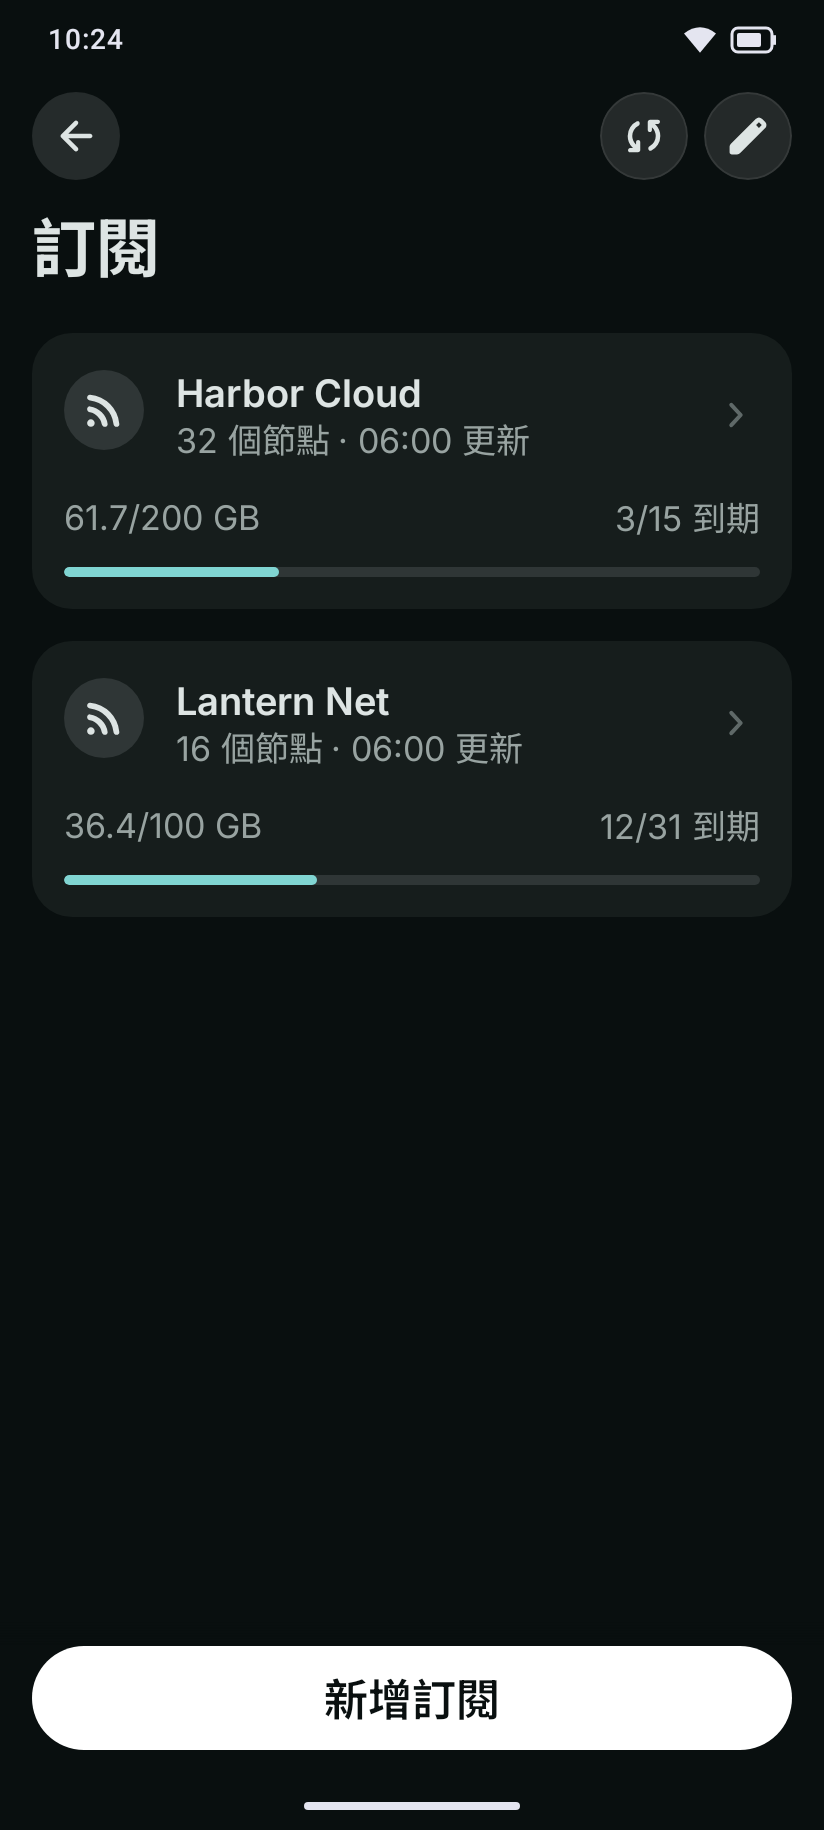 10:24
訂閱
Harbor Cloud
32 個節點 · 06:00 更新
61.7/200 GB
3/15 到期
Lantern Net
16 個節點 · 06:00 更新
36.4/100 GB
12/31 到期
新增訂閱